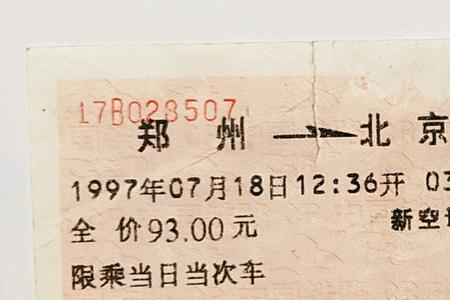 17B028507
郑州→北京
1997年07月18日12:36开 03
全价93.00元 新空
限乘当日当次车